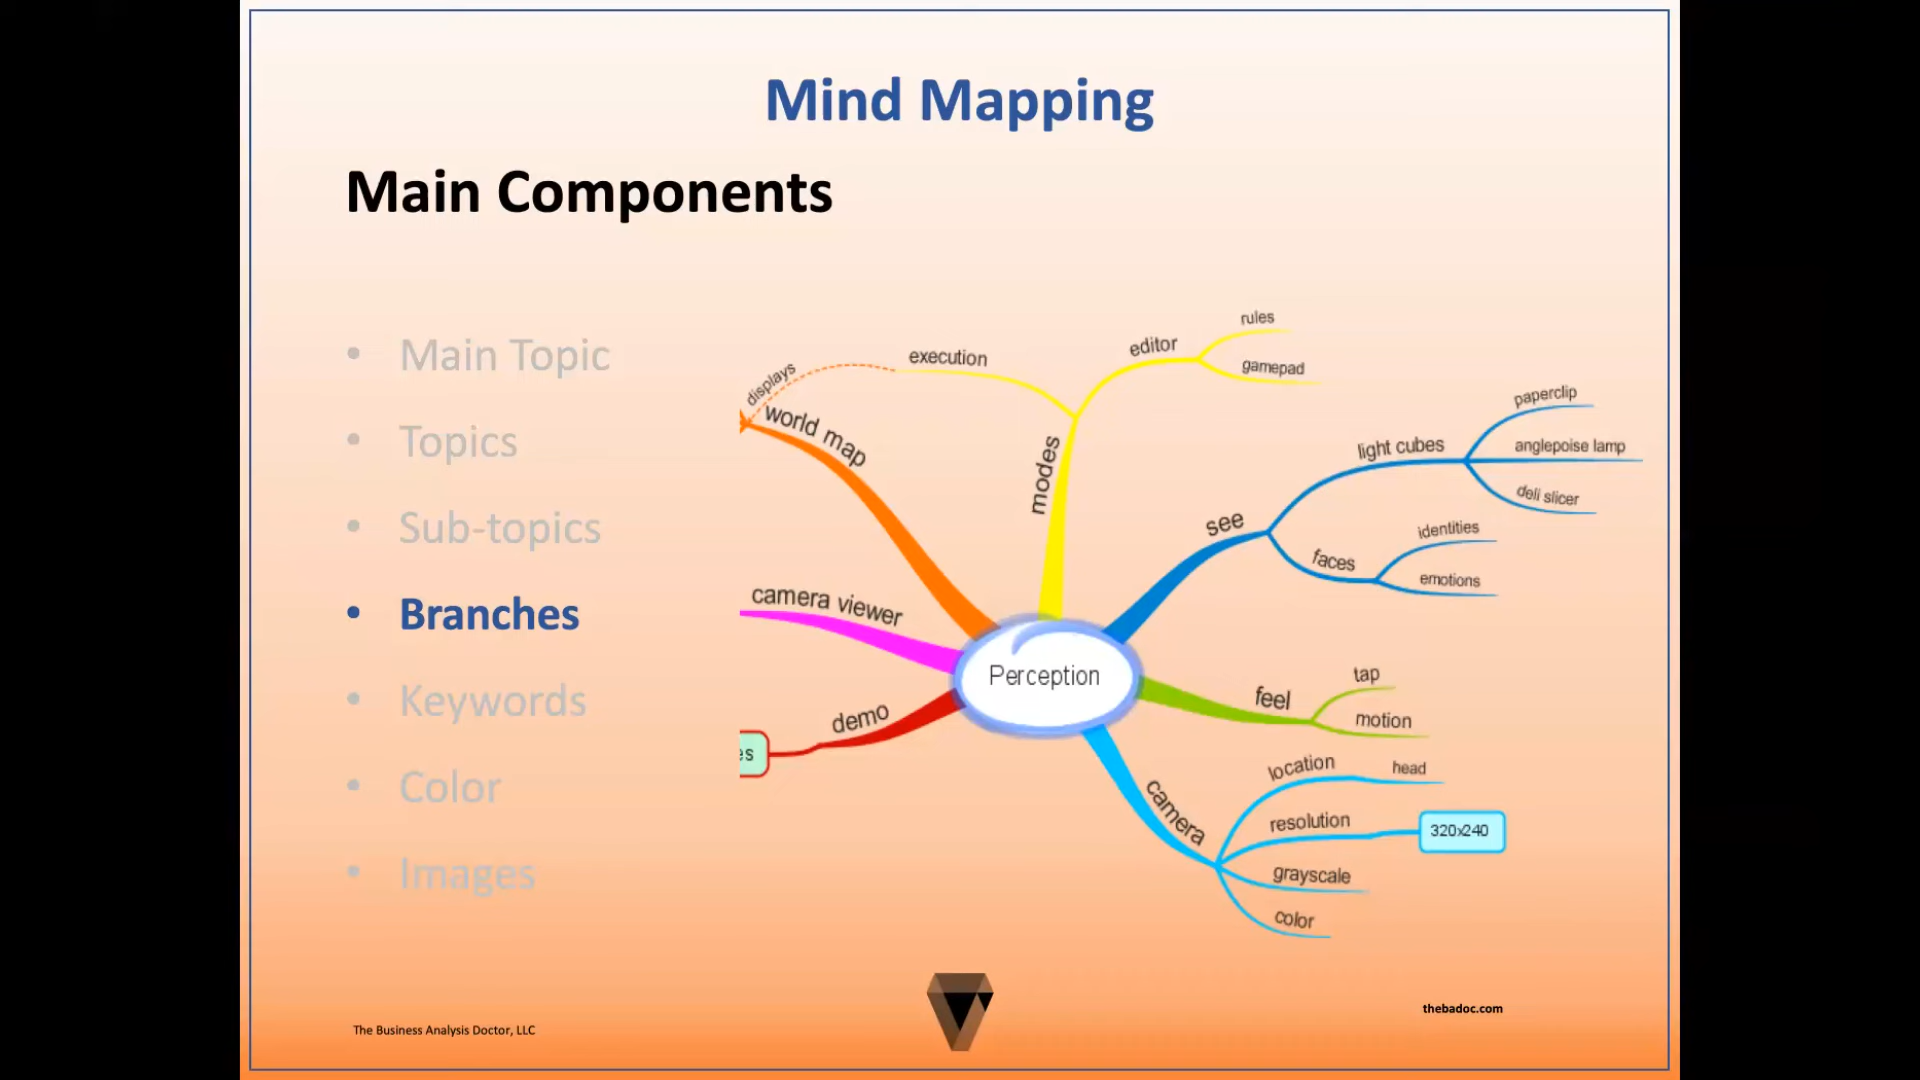 Mind Mapping
Main Components
• Main Topic
• Topics
• Sub-topics
• Branches
• Keywords
• Color
• Images
displays
execution
editor
rules
gamepad
world map
modes
see
light cubes
paperclip
anglepoise lamp
deli slicer
faces
identities
emotions
camera viewer
Perception
feel
tap
motion
demo
es
camera
location
head
resolution
320x240
grayscale
color
thebadoc.com
The Business Analysis Doctor, LLC